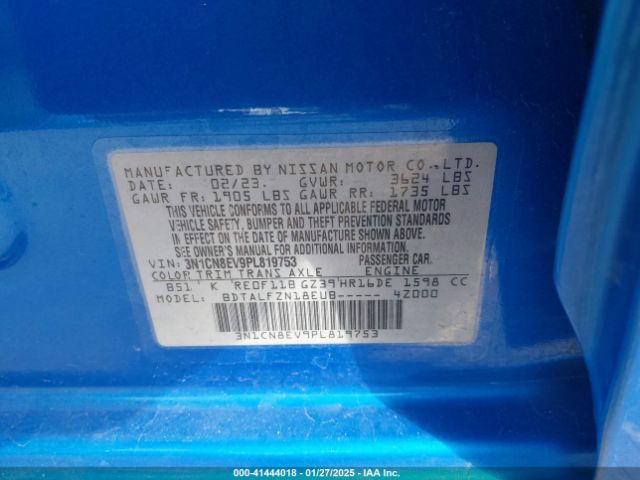 MANUFACTURED BY NISSAN MOTOR CO.,LTD.
DATE: 02/23. GVWR: 3624 LBS
GAWR FR: 1905 LBS GAWR RR: 1735 LBS
THIS VEHICLE CONFORMS TO ALL APPLICABLE FEDERAL MOTOR
VEHICLE SAFETY, BUMPER AND THEFT PREVENTION STANDARDS
IN EFFECT ON THE DATE OF MANUFACTURE SHOWN ABOVE.
SEE OWNER'S MANUAL FOR ADDITIONAL INFORMATION.
VIN: 3N1CN8EV9PL819753 PASSENGER CAR.
COLOR TRIM TRANS AXLE ENGINE
B51 K RE0F11B GZ39 HR16DE 1598 CC
MODEL: BDTALFZN18EUB----- 4Z000
3N1CN8EV9PL819753
000-41444018 | 01/27/2025 | IAA Inc.